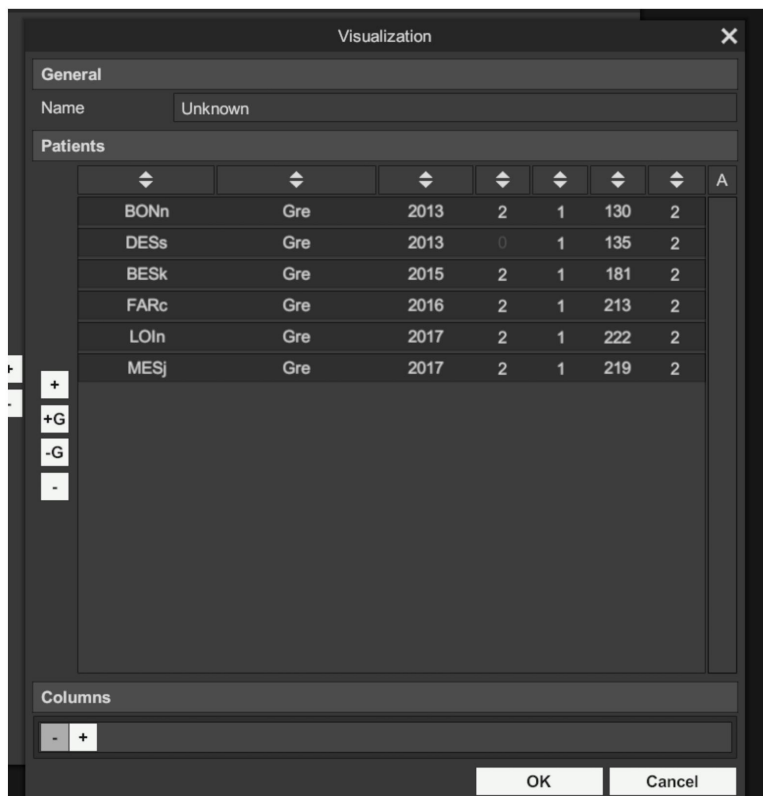 Visualization
General
Name Unknown
Patients
A
BONn Gre 2013 2 1 130 2
DESs Gre 2013 0 1 135 2
BESk Gre 2015 2 1 181 2
FARc Gre 2016 2 1 213 2
LOIn Gre 2017 2 1 222 2
MESj Gre 2017 2 1 219 2
+
+G
-G
-
Columns
- +
OK Cancel